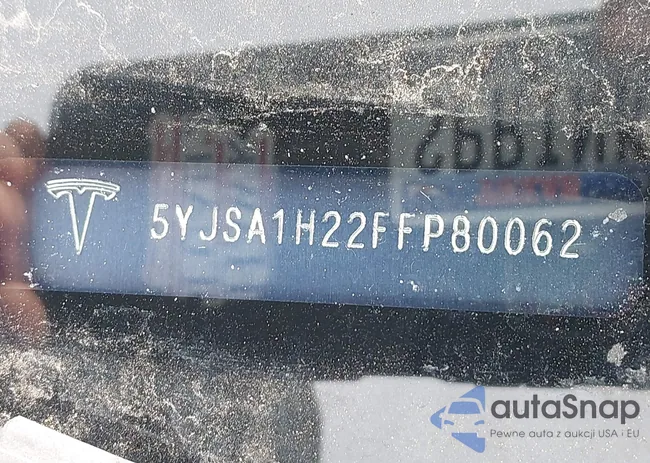 5YJSA1H22FFP80062
autaSnap
Pewne auta z aukcji USA i EU